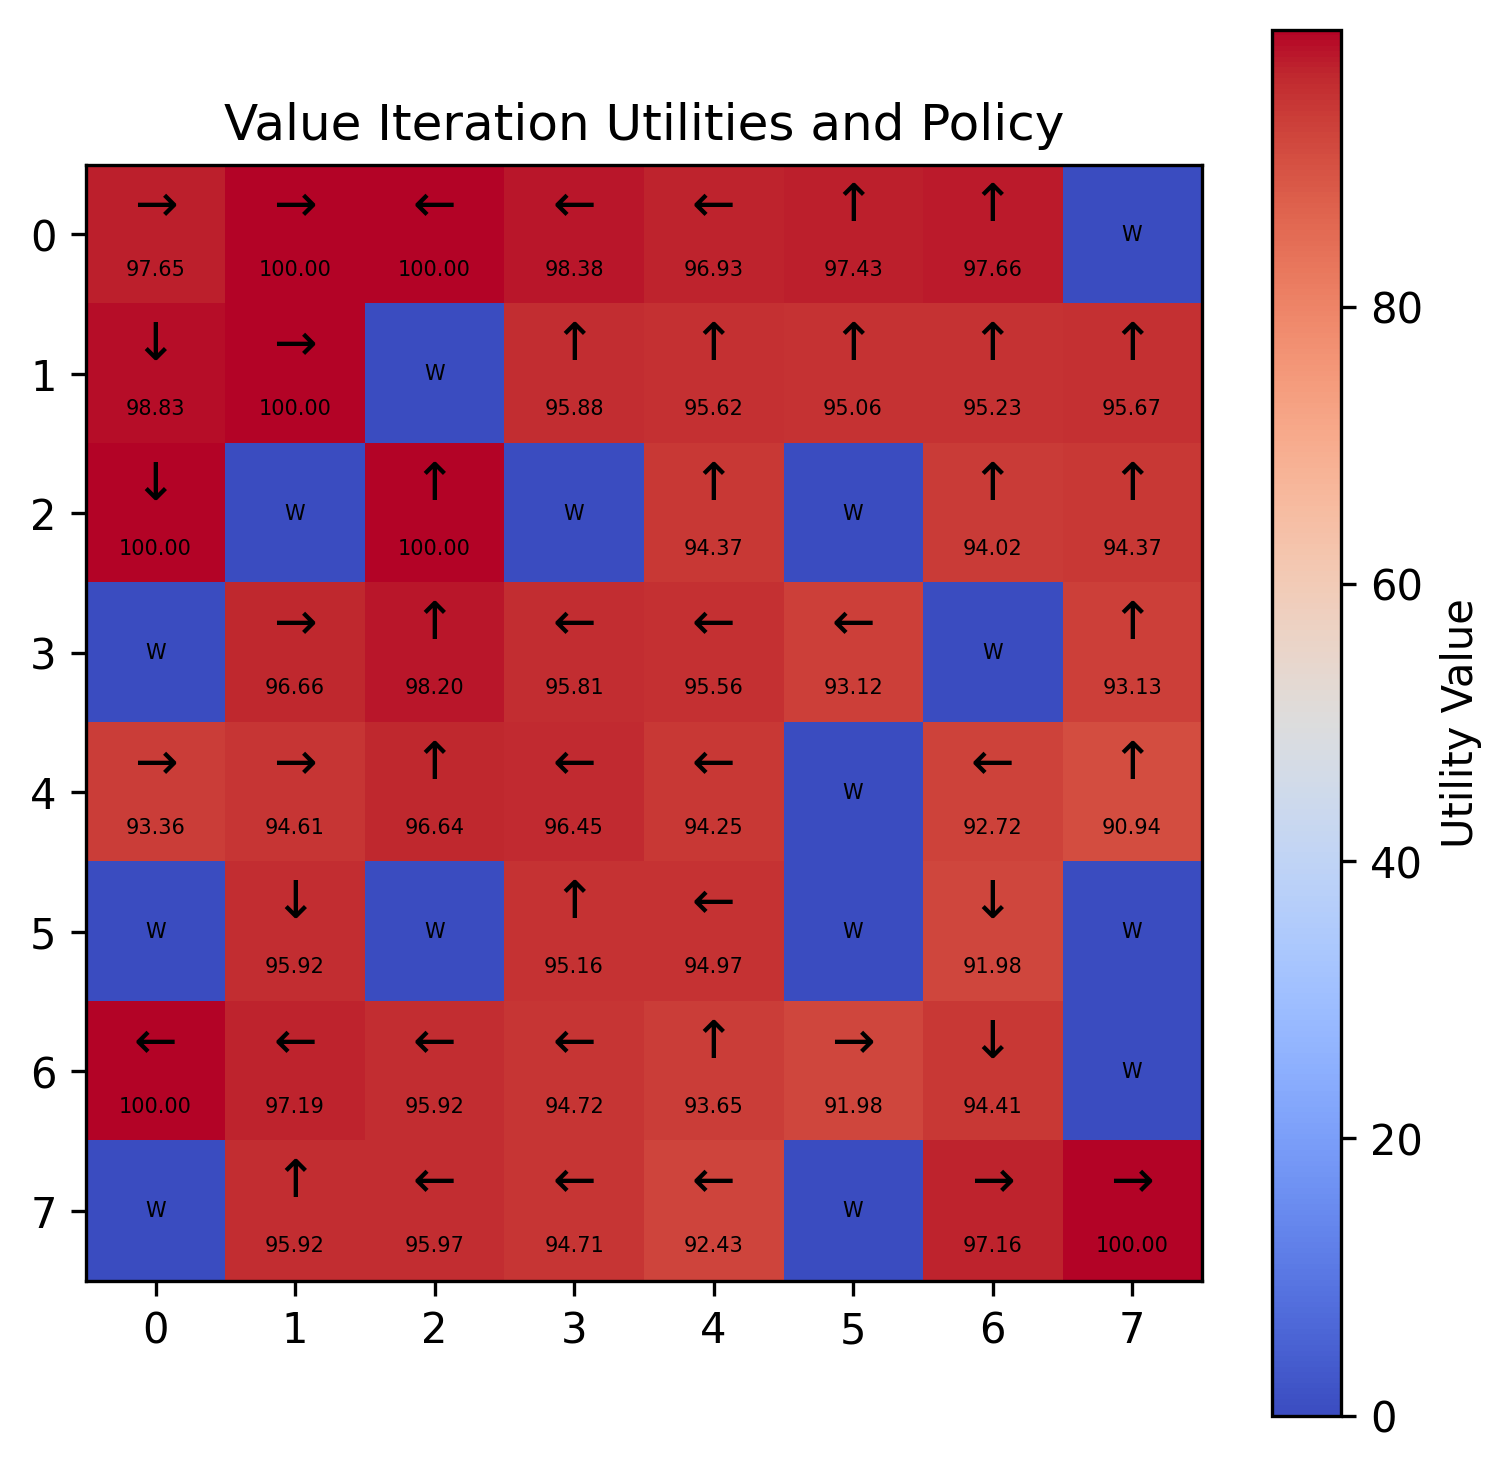 Value Iteration Utilities and Policy
0 → → ← ← ← ↑ ↑ W
97.65 100.00 100.00 98.38 96.93 97.43 97.66
1 ↓ → W ↑ ↑ ↑ ↑ ↑
98.83 100.00 95.88 95.62 95.06 95.23 95.67
2 ↓ W ↑ W ↑ W ↑ ↑
100.00 100.00 94.37 94.02 94.37
3 W → ↑ ← ← ← W ↑
96.66 98.20 95.81 95.56 93.12 93.13
4 → → ↑ ← ← W ← ↑
93.36 94.61 96.64 96.45 94.25 92.72 90.94
5 W ↓ W ↑ ← W ↓ W
95.92 95.16 94.97 91.98
6 ← ← ← ← ↑ → ↓ W
100.00 97.19 95.92 94.72 93.65 91.98 94.41
7 W ↑ ← ← ← W → →
95.92 95.97 94.71 92.43 97.16 100.00
0 1 2 3 4 5 6 7
80
60
40
20
0
Utility Value